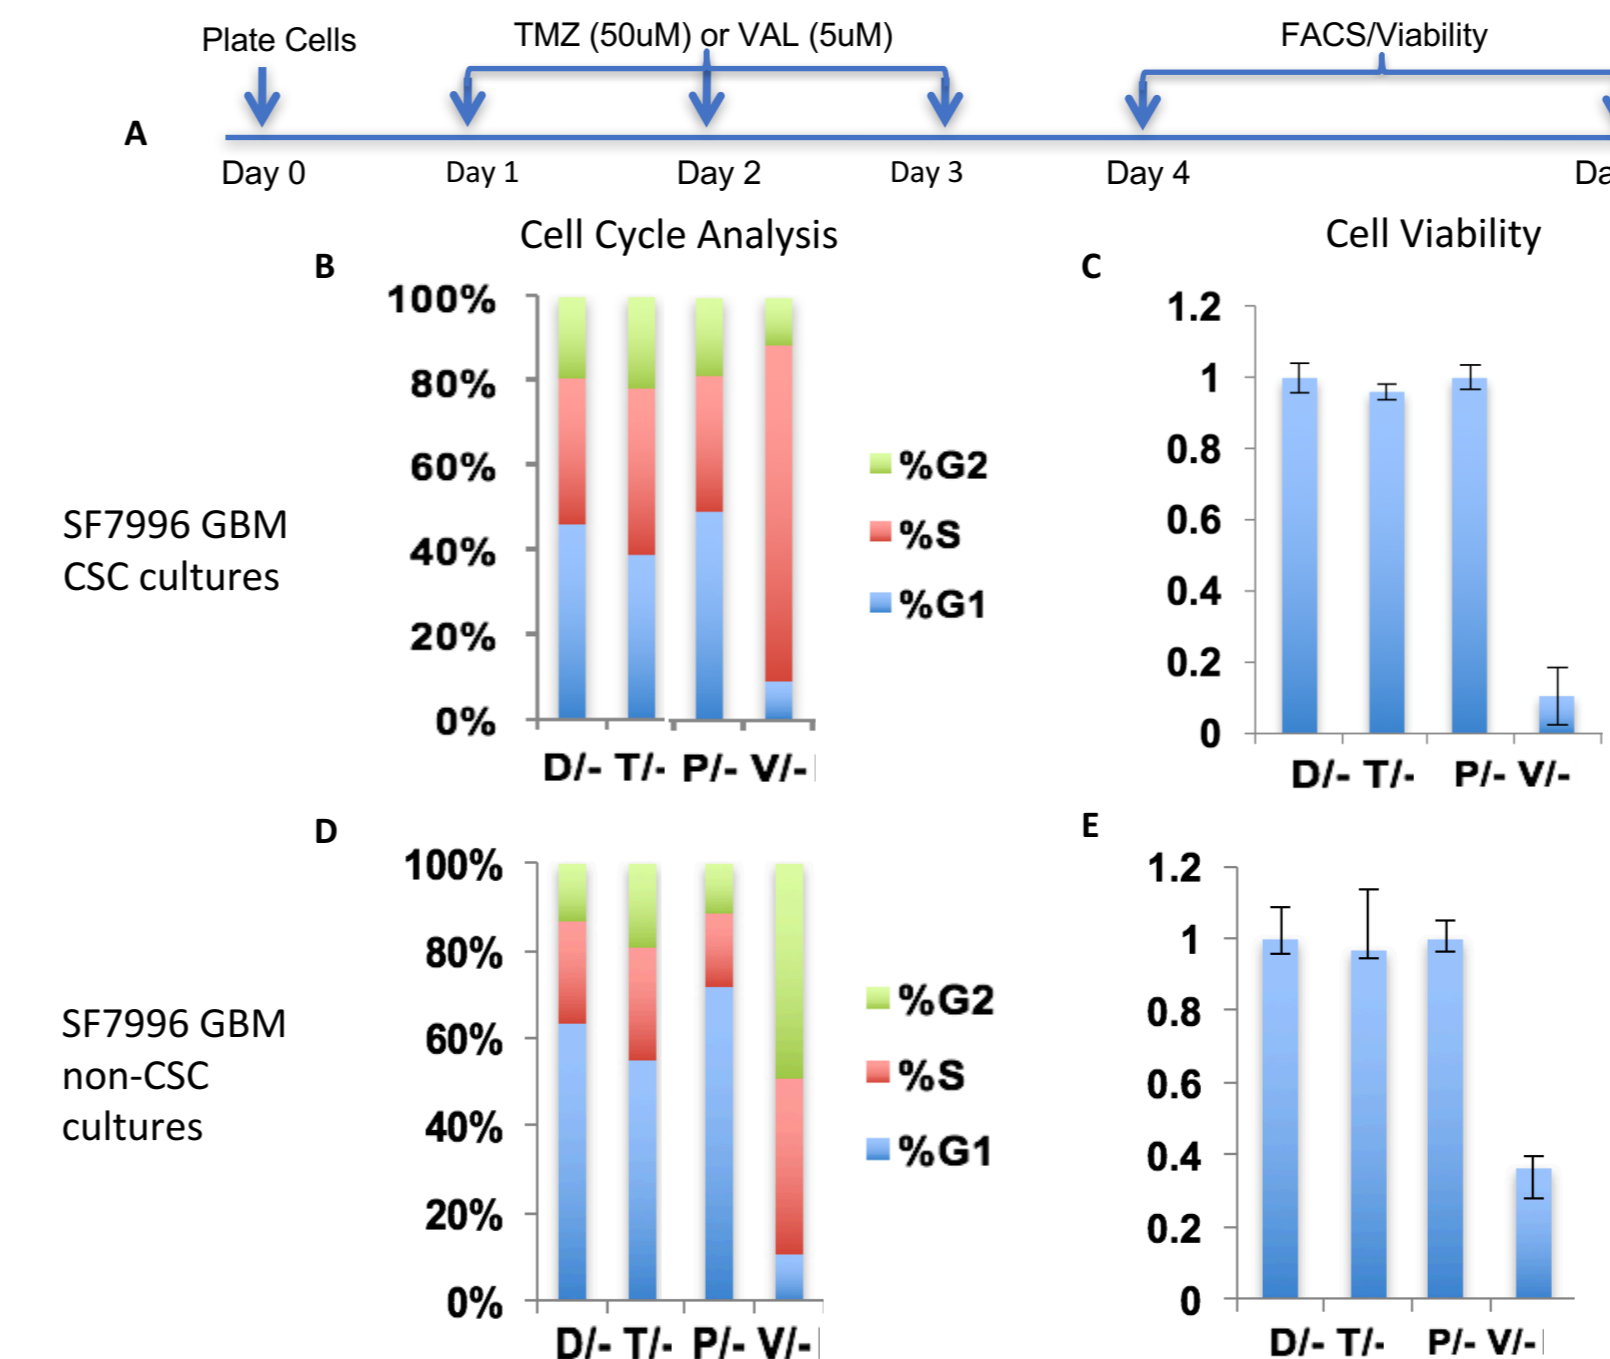 Plate Cells
TMZ (50uM) or VAL (5uM)
FACS/Viability
A
Day 0
Day 1
Day 2
Day 3
Day 4
Da
Cell Cycle Analysis
Cell Viability
B
C
SF7996 GBM
CSC cultures
100%
80%
60%
40%
20%
0%
D/- T/- P/- V/-
%G2
%S
%G1
1.2
1
0.8
0.6
0.4
0.2
0
D/- T/- P/- V/-
D
E
SF7996 GBM
non-CSC
cultures
100%
80%
60%
40%
20%
0%
D/- T/- P/- V/-
%G2
%S
%G1
1.2
1
0.8
0.6
0.4
0.2
0
D/- T/- P/- V/-